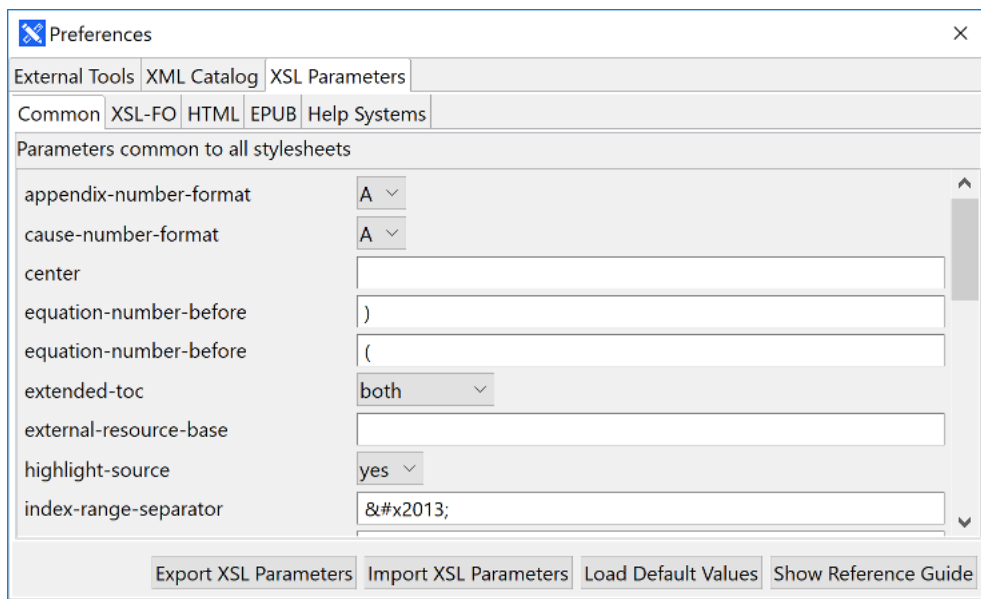 Preferences
External Tools XML Catalog XSL Parameters
Common XSL-FO HTML EPUB Help Systems
Parameters common to all stylesheets
appendix-number-format A
cause-number-format A
center
equation-number-before )
equation-number-before (
extended-toc both
external-resource-base
highlight-source yes
index-range-separator &#x2013;
Export XSL Parameters Import XSL Parameters Load Default Values Show Reference Guide